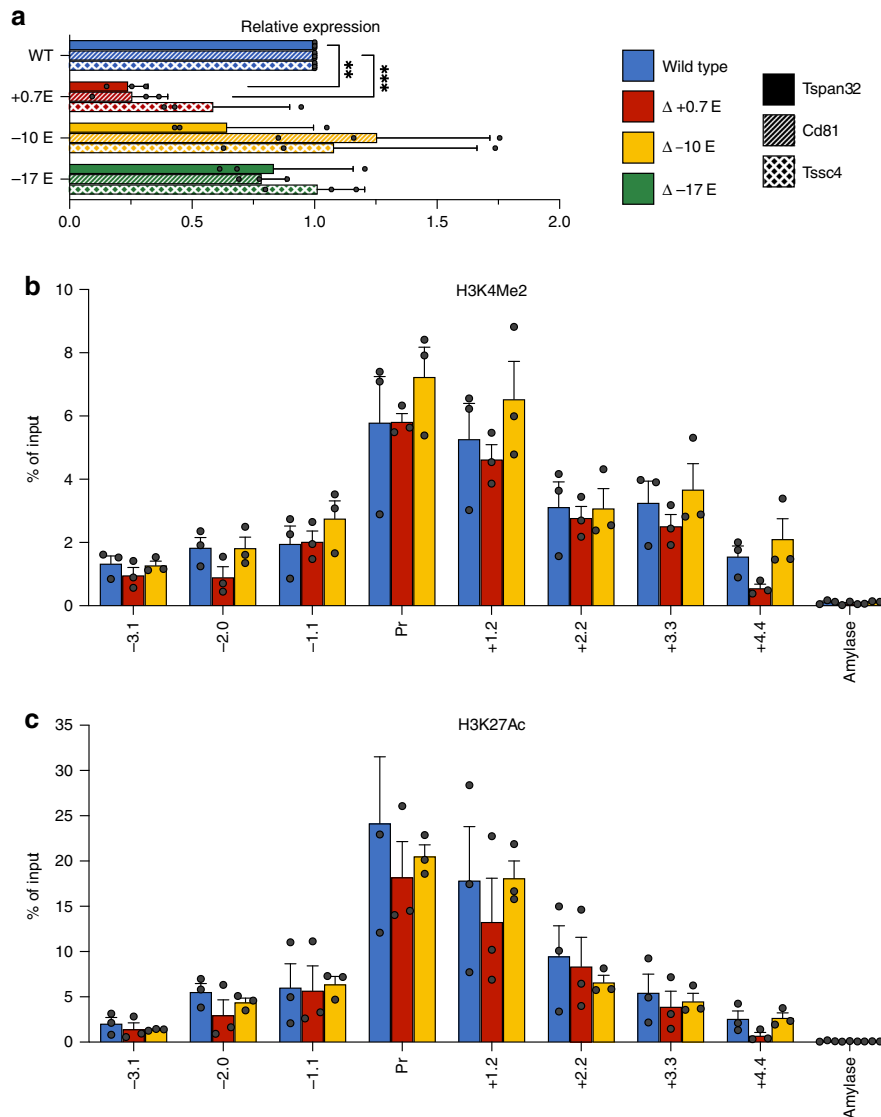 a
Relative expression
WT
+0.7 E
−10 E
−17 E
**
***
0.0
0.5
1.0
1.5
2.0
Wild type
Δ +0.7 E
Δ −10 E
Δ −17 E
Tspan32
Cd81
Tssc4
b
H3K4Me2
% of input
10
8
6
4
2
0
−3.1
−2.0
−1.1
Pr
+1.2
+2.2
+3.3
+4.4
Amylase
c
H3K27Ac
% of input
35
30
25
20
15
10
5
0
−3.1
−2.0
−1.1
Pr
+1.2
+2.2
+3.3
+4.4
Amylase